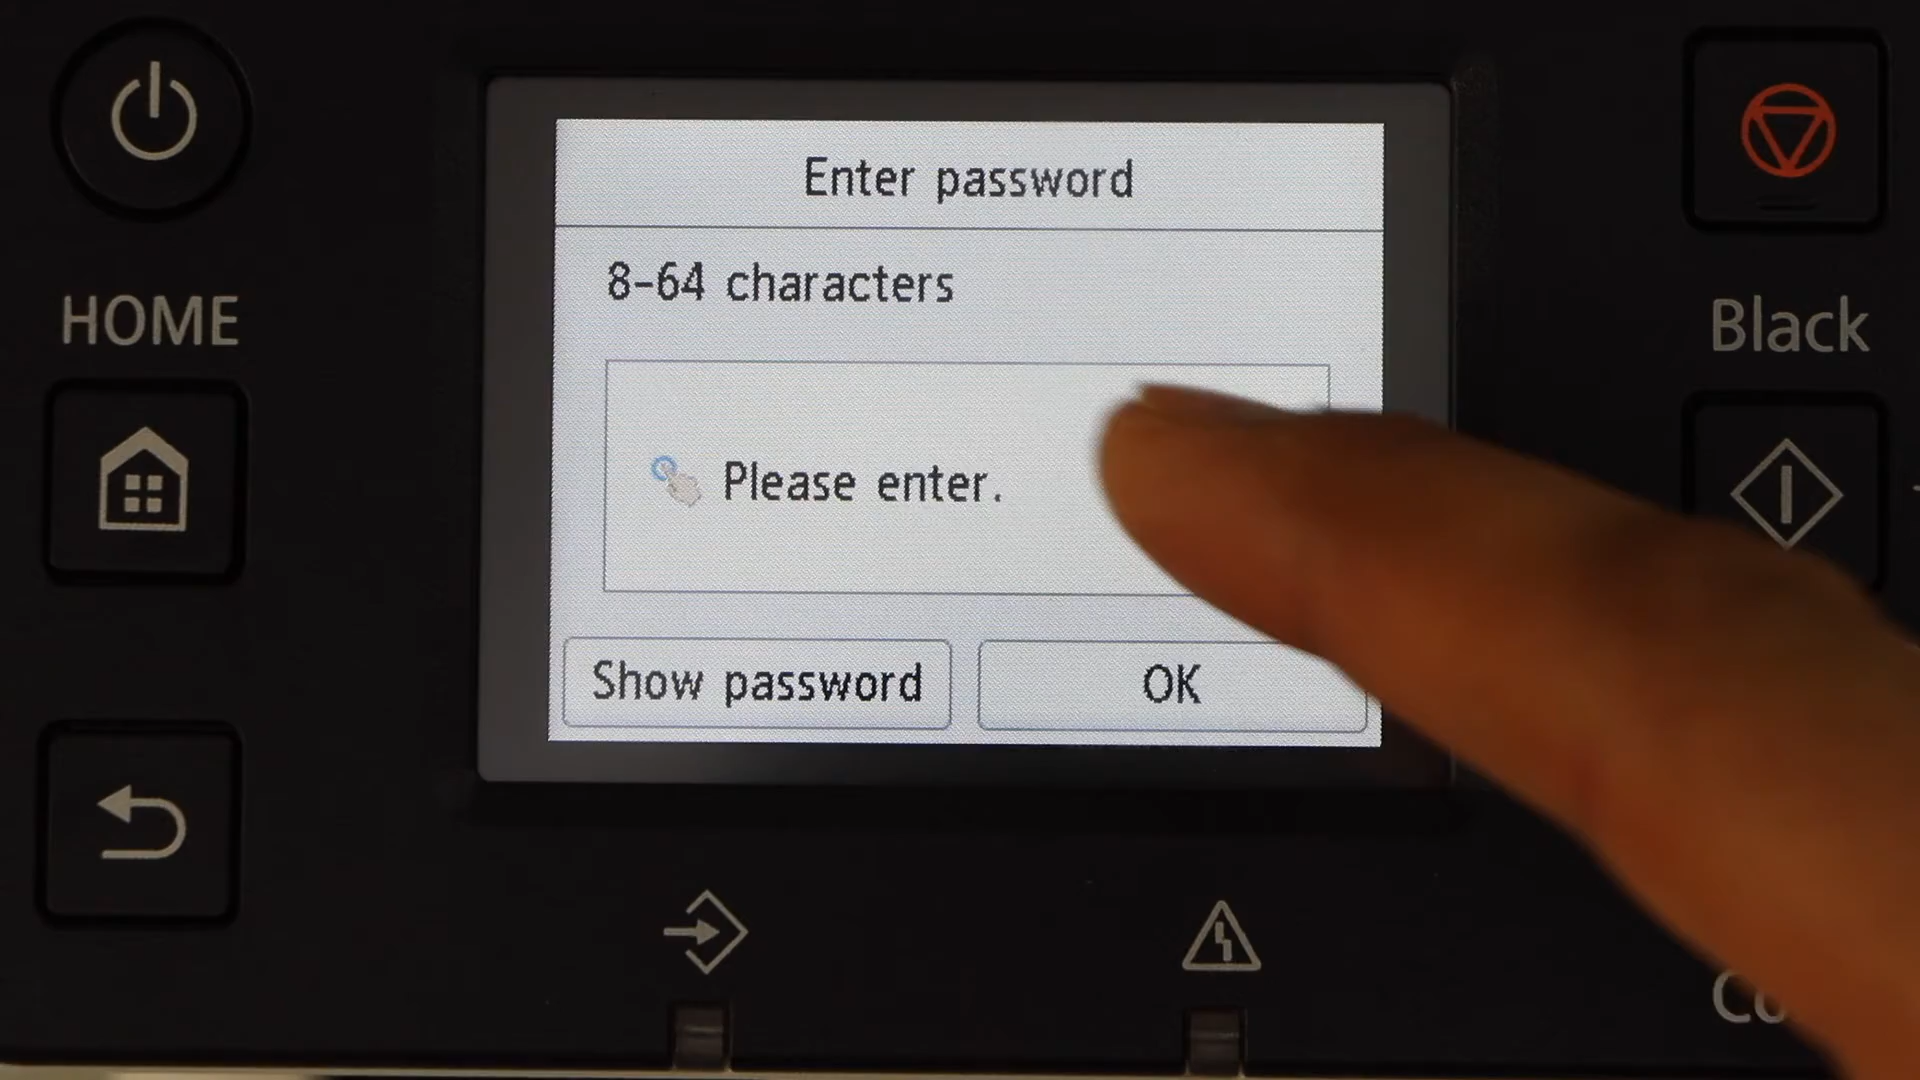 Enter password
8-64 characters
HOME
Black
Please enter.
Show password
OK